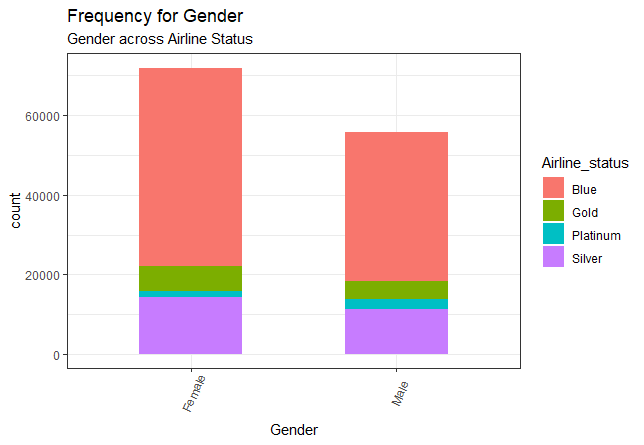 Frequency for Gender
Gender across Airline Status
60000
40000
20000
0
count
Female
Male
Gender
Airline_status
Blue
Gold
Platinum
Silver